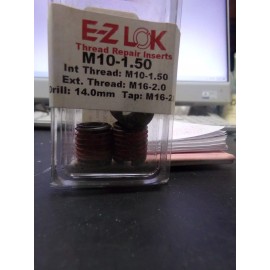 E-Z LOK
Thread Repair Inserts
M10-1.50
Int Thread: M10-1.50
Ext. Thread: M16-2.0
Drill: 14.0mm Tap: M16-2